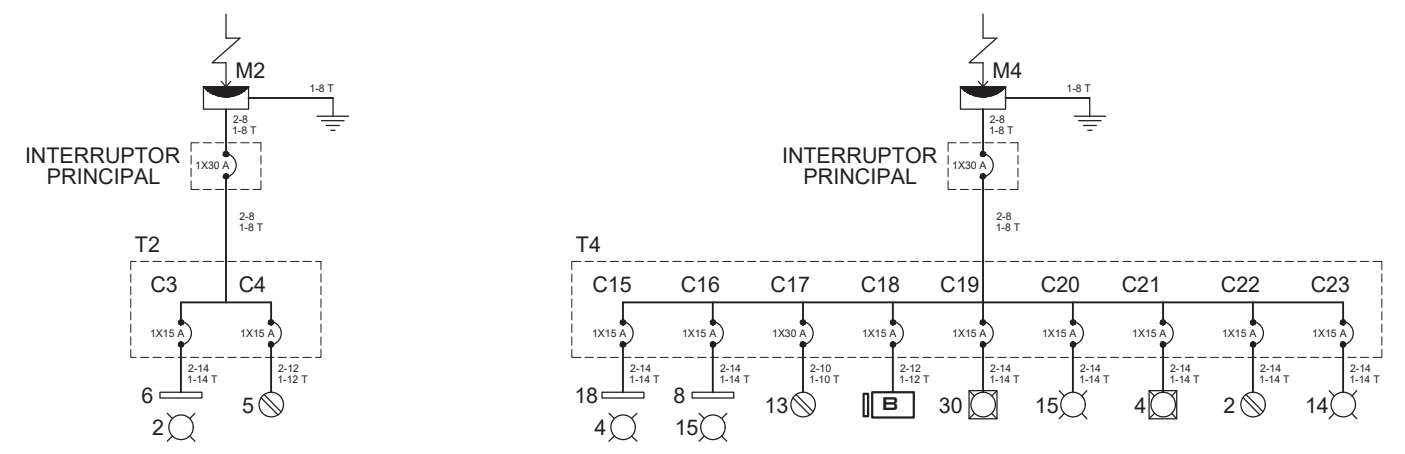 M2
1-8 T
2-8
1-8 T
INTERRUPTOR
PRINCIPAL
1X30 A
2-8
1-8 T
T2
C3
C4
1X15 A
1X15 A
2-14
1-14 T
2-12
1-12 T
6
5
2
M4
1-8 T
2-8
1-8 T
INTERRUPTOR
PRINCIPAL
1X30 A
2-8
1-8 T
T4
C15
C16
C17
C18
C19
C20
C21
C22
C23
1X15 A
1X15 A
1X30 A
1X15 A
1X15 A
1X15 A
1X15 A
1X15 A
1X15 A
2-14
1-14 T
2-14
1-14 T
2-10
1-10 T
2-12
1-12 T
2-14
1-14 T
2-14
1-14 T
2-14
1-14 T
2-14
1-14 T
2-14
1-14 T
18
8
13
B
30
15
4
2
14
4
15